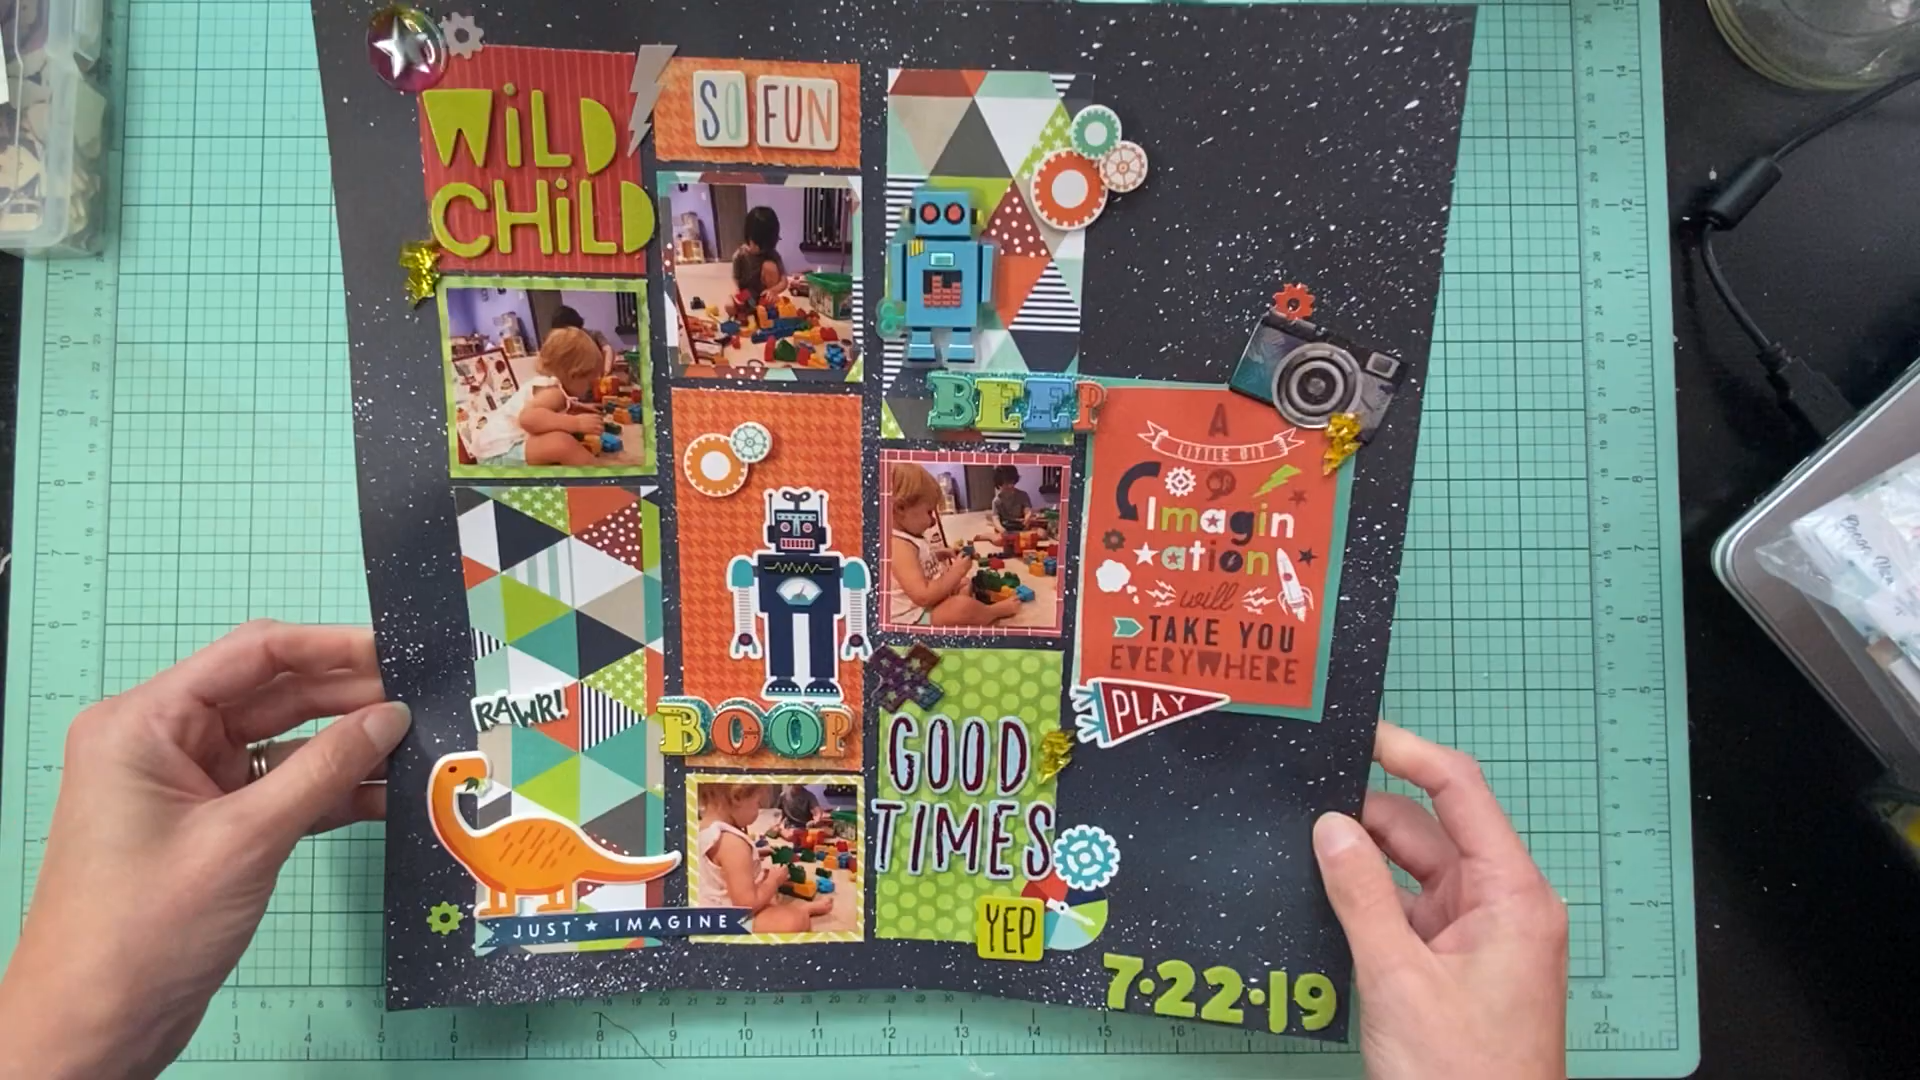 WiLD
CHiLD
SO FUN
BEEP
A
LITTLE BIT
OF
Imagin
ation
will
TAKE YOU
EVERYWHERE
PLAY
RAWR!
BOOP
GOOD
TIMES
JUST ★ IMAGINE
YEP
7·22·19